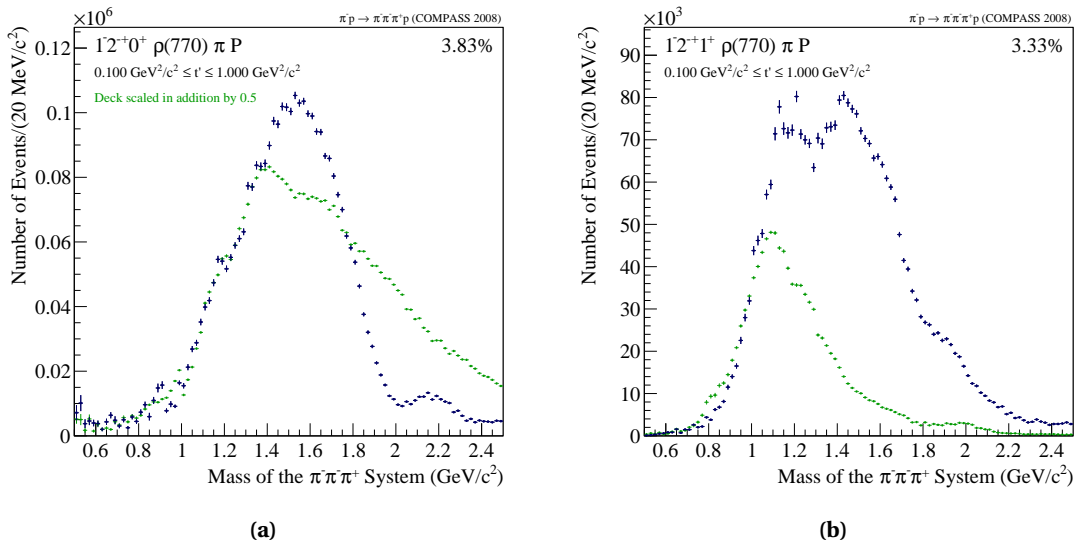 ×10⁶
π⁻p → π⁻π⁻π⁺p (COMPASS 2008)
1⁻2⁻⁺0⁺ ρ(770) π P
3.83%
0.100 GeV²/c² ≤ t' ≤ 1.000 GeV²/c²
Deck scaled in addition by 0.5
Number of Events/(20 MeV/c²)
0.12
0.1
0.08
0.06
0.04
0.02
0
0.6 0.8 1 1.2 1.4 1.6 1.8 2 2.2 2.4
Mass of the π⁻π⁻π⁺ System (GeV/c²)
(a)
×10³
π⁻p → π⁻π⁻π⁺p (COMPASS 2008)
1⁻2⁻⁺1⁺ ρ(770) π P
3.33%
0.100 GeV²/c² ≤ t' ≤ 1.000 GeV²/c²
Number of Events/(20 MeV/c²)
90
80
70
60
50
40
30
20
10
0
0.6 0.8 1 1.2 1.4 1.6 1.8 2 2.2 2.4
Mass of the π⁻π⁻π⁺ System (GeV/c²)
(b)